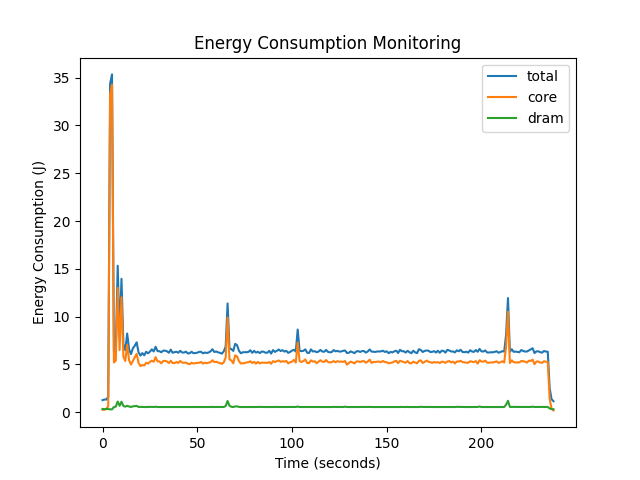 Energy Consumption Monitoring
total
core
dram
35
30
25
20
15
10
5
0
Energy Consumption (J)
0 50 100 150 200
Time (seconds)